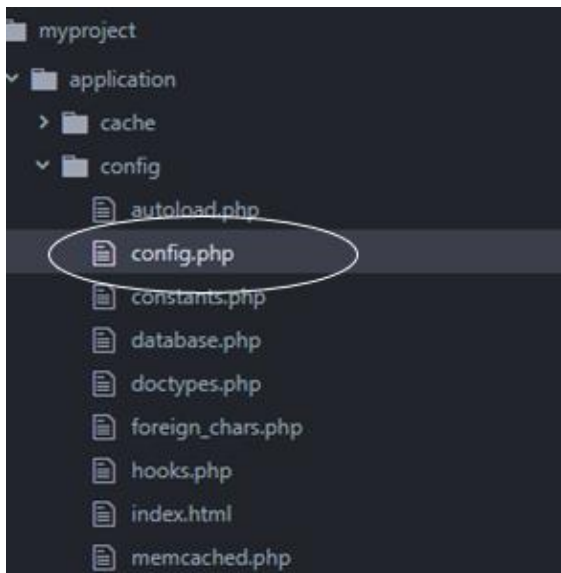 myproject
application
cache
config
autoload.php
config.php
constants.php
database.php
doctypes.php
foreign_chars.php
hooks.php
index.html
memcached.php